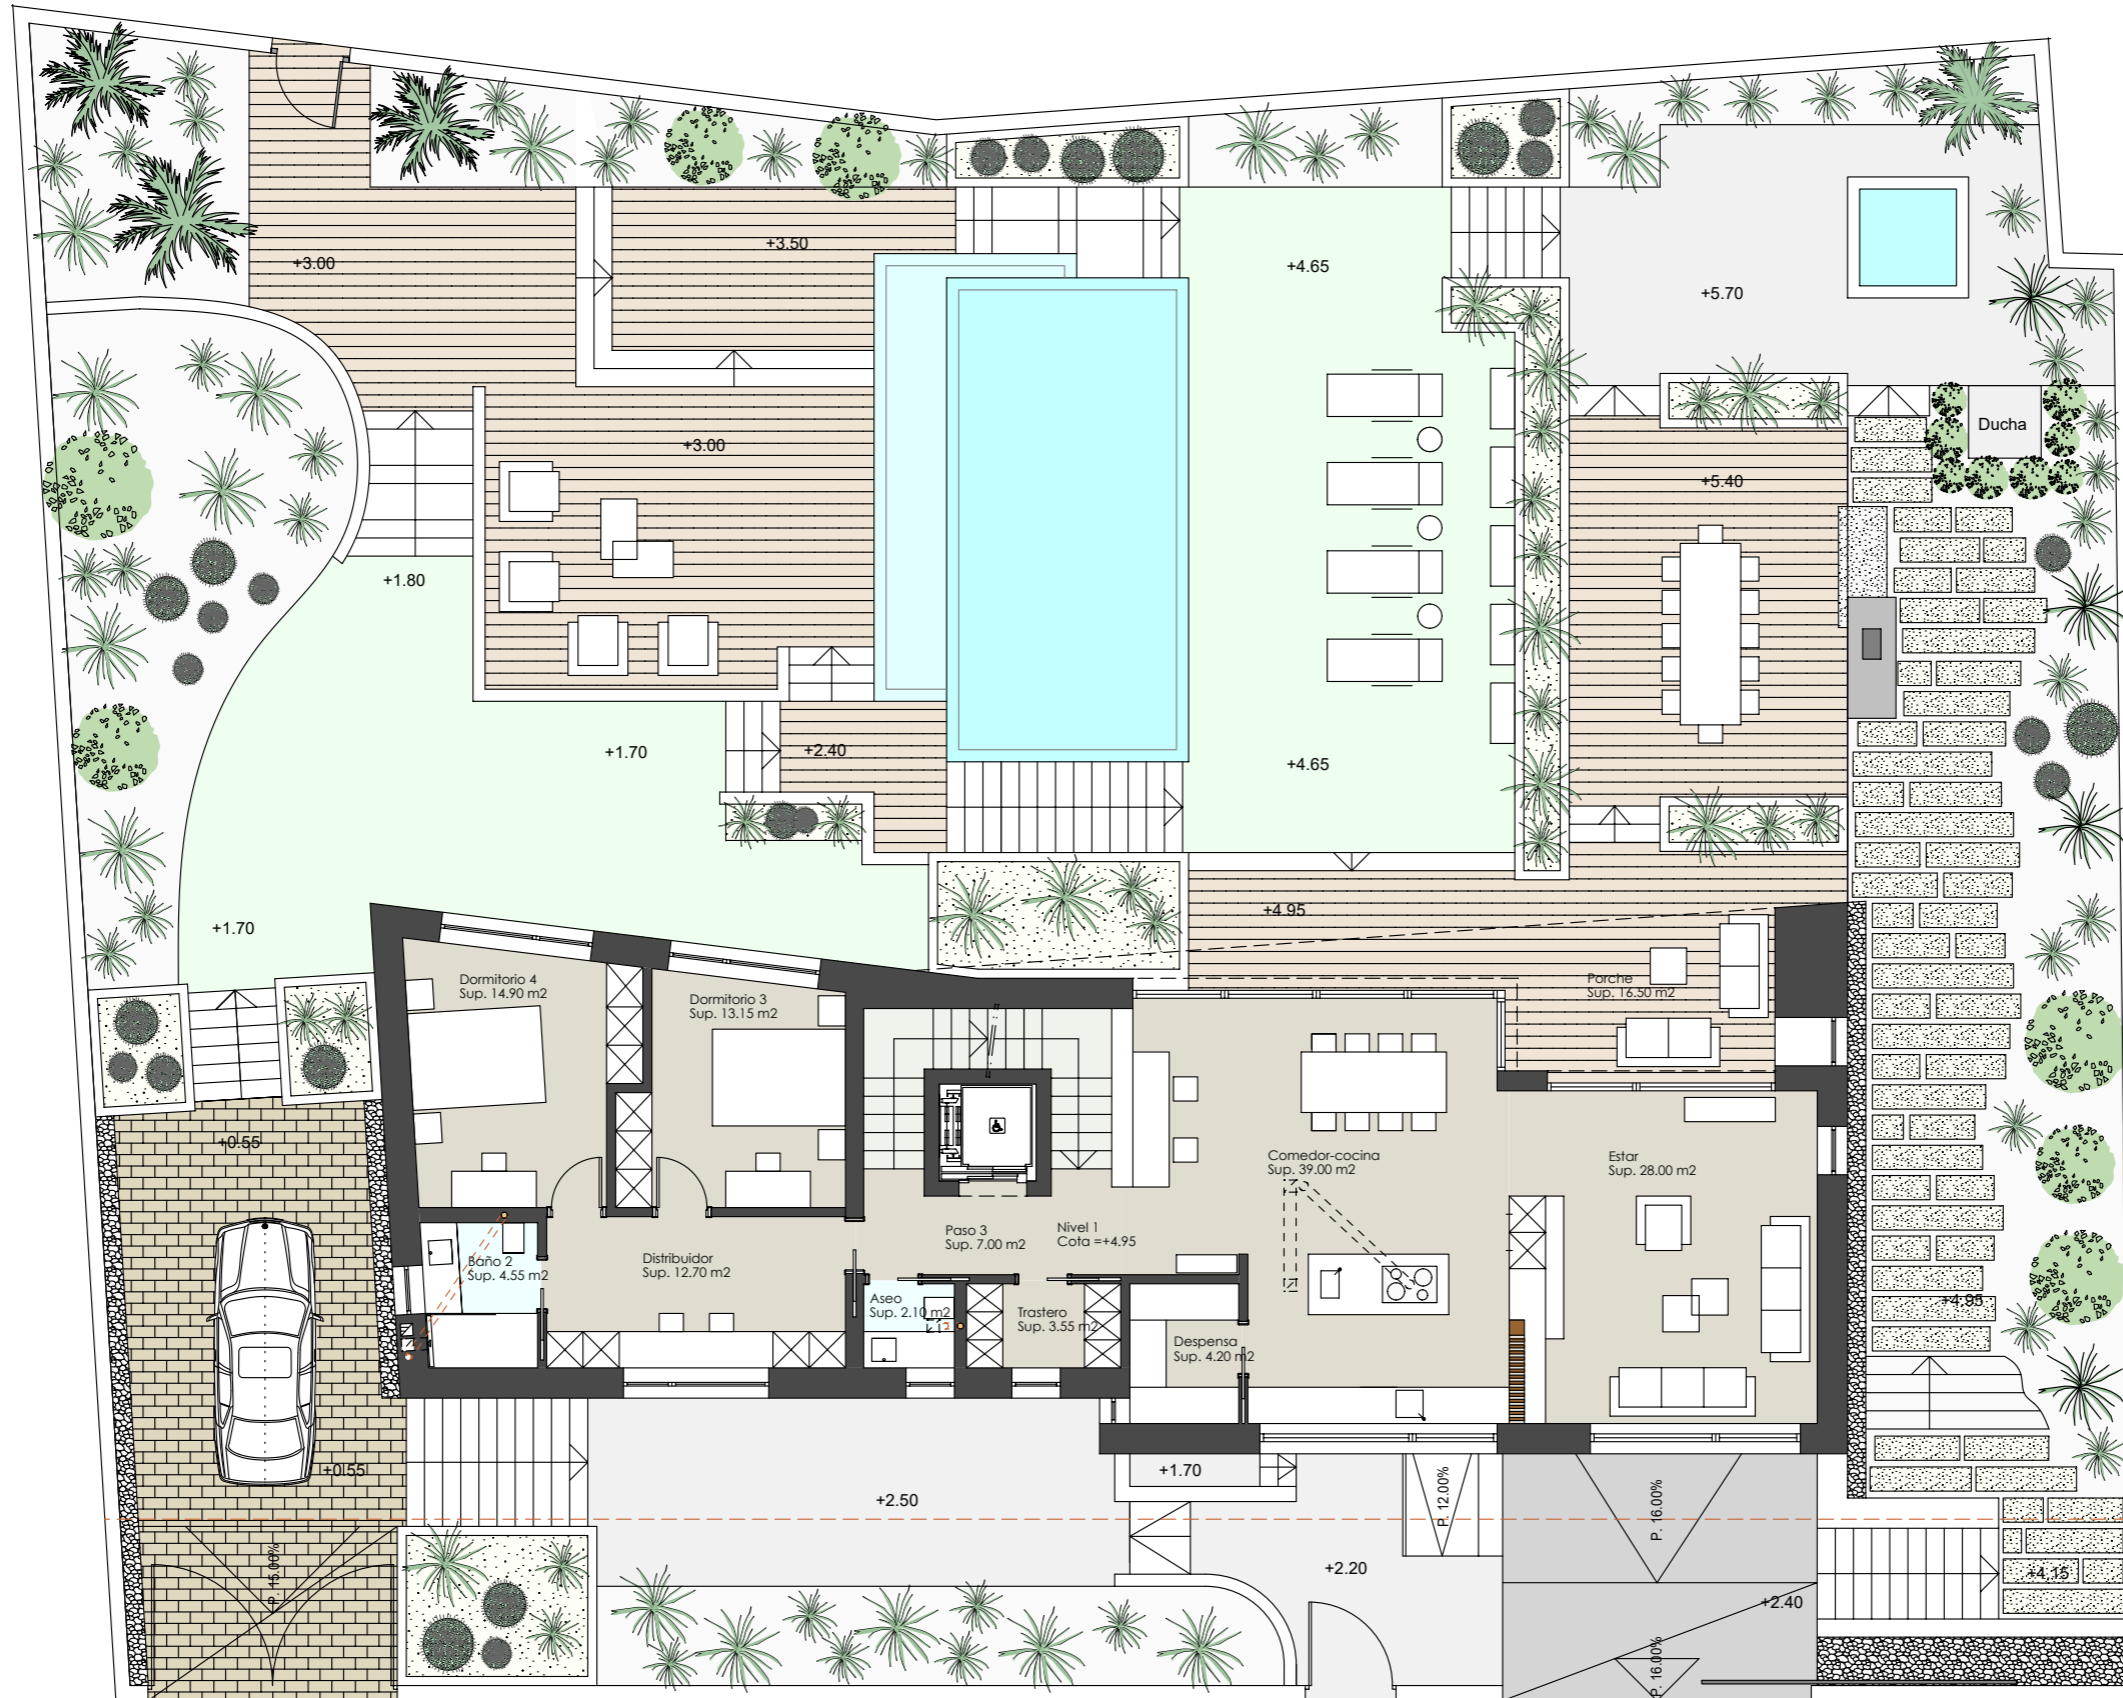 +3.00
+3.50
+4.65
+5.70
Ducha
+3.00
+5.40
+1.80
+1.70
+2.40
+4.65
+1.70
+4.95
Dormitorio 4
Sup. 14.90 m2
Dormitorio 3
Sup. 13.15 m2
Porche
Sup. 16.50 m2
+0.55
Comedor-cocina
Sup. 39.00 m2
Estar
Sup. 28.00 m2
Paso 3
Sup. 7.00 m2
Nivel 1
Cota =+4.95
Baño 2
Sup. 4.55 m2
Distribuidor
Sup. 12.70 m2
Aseo
Sup. 2.10 m2
Trastero
Sup. 3.55 m2
Despensa
Sup. 4.20 m2
+4.95
+0.55
+1.70
+2.50
P. 12.00%
P. 16.00%
P. 15.00%
+2.20
+4.15
+2.40
P. 16.00%